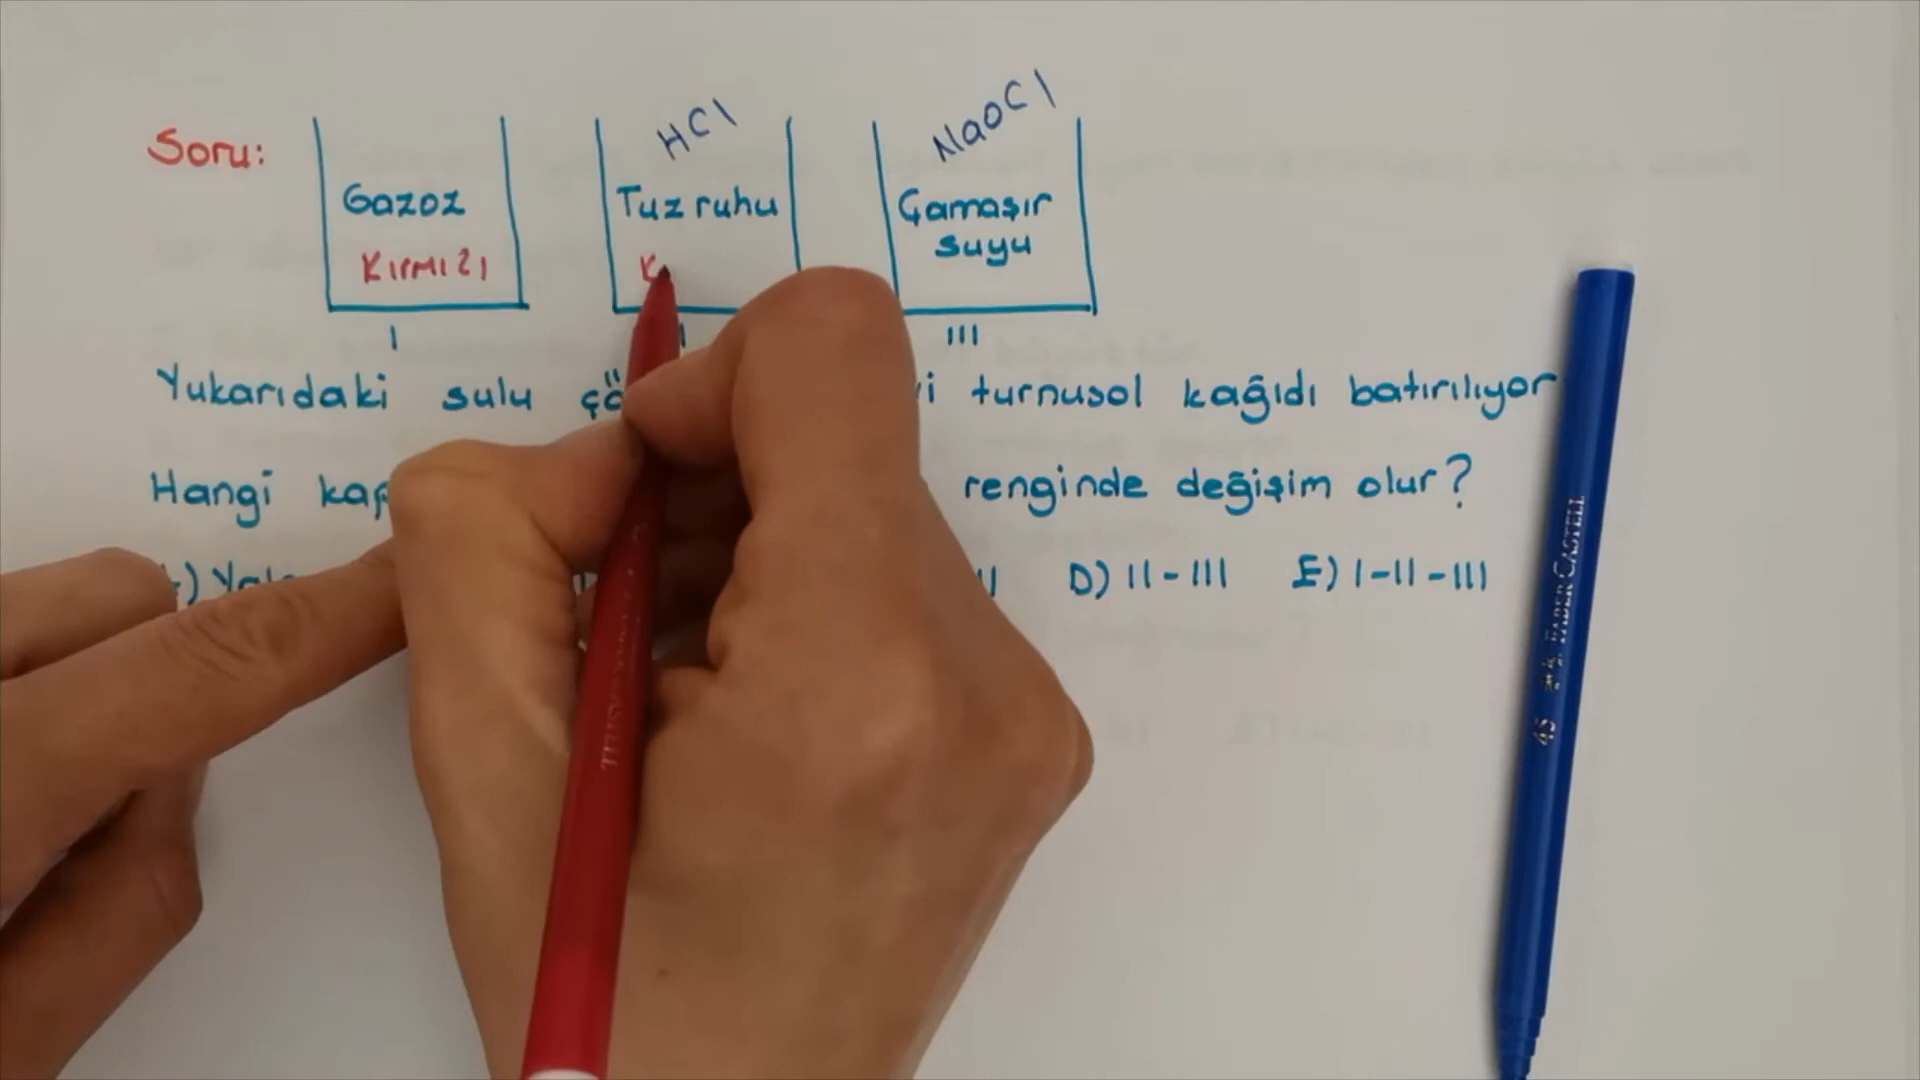 Soru:
Gazoz
Kırmızı
I
HCl
Tuz ruhu
K
NaOCl
Çamaşır
suyu
III
Yukarıdaki sulu turnusol kağıdı batırılıyor
Hangi renginde değişim olur?
D) II-III E) I-II-III
FABER CASTELL
45